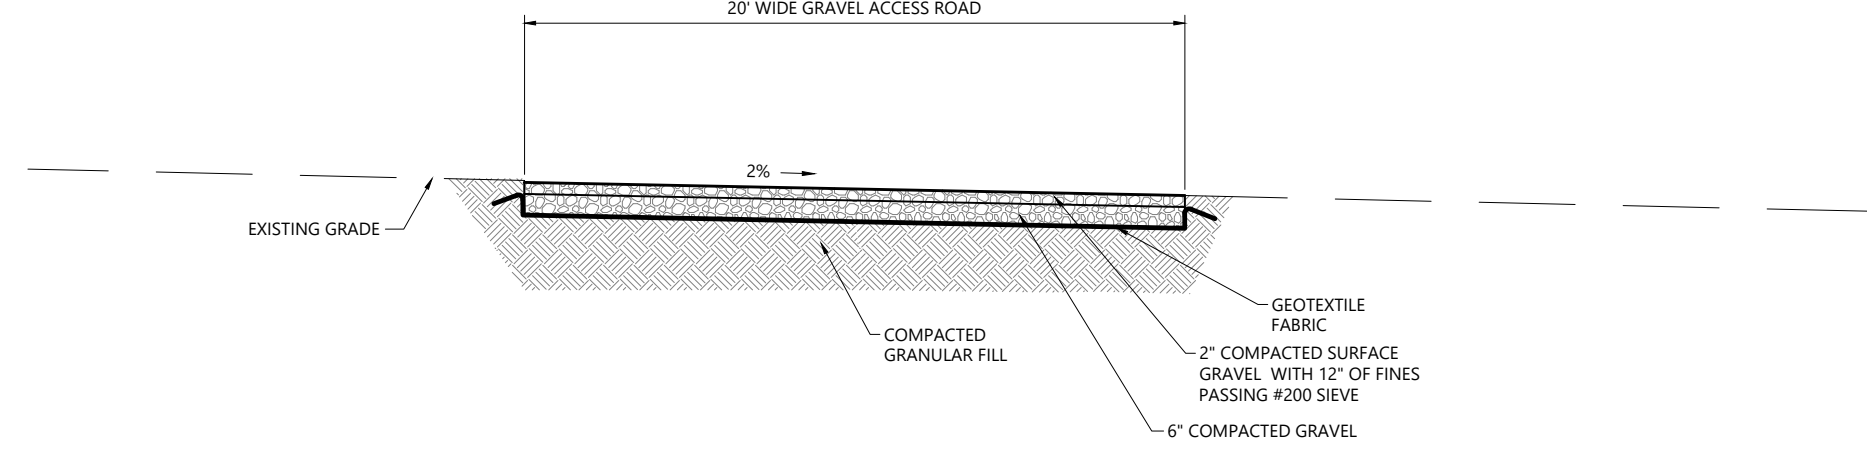 20' WIDE GRAVEL ACCESS ROAD
2%
EXISTING GRADE
GEOTEXTILE
FABRIC
COMPACTED
GRANULAR FILL
2" COMPACTED SURFACE
GRAVEL WITH 12" OF FINES
PASSING #200 SIEVE
6" COMPACTED GRAVEL